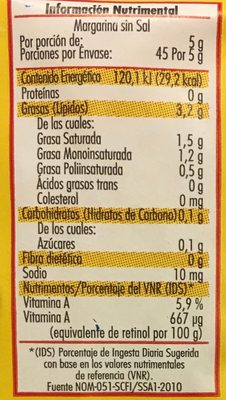 Información Nutrimental
Margarina sin Sal
Por porción de: 5 g
Porciones por Envase: 45 Por 5 g
Contenido Energético 120,1 kJ (29,2 kcal)
Proteínas 0 g
Grasas (Lípidos) 3,2 g
De las cuales:
Grasa Saturada 1,5 g
Grasa Monoinsaturada 1,2 g
Grasa Poliinsaturada 0,5 g
Ácidos grasos trans 0 g
Colesterol 0 mg
Carbohidratos (Hidratos de Carbono) 0,1 g
De los cuales:
Azúcares 0,1 g
Fibra dietética 0 g
Sodio 10 mg
Nutrimentos/Porcentaje del VNR (IDS)*
Vitamina A 5,9 %
Vitamina A 667 µg
(equivalente de retinol por 100 g)
*(IDS) Porcentaje de Ingesta Diaria Sugerida
con base en los valores nutrimentales
de referencia (VNR).
Fuente NOM-051-SCFI/SSA1-2010